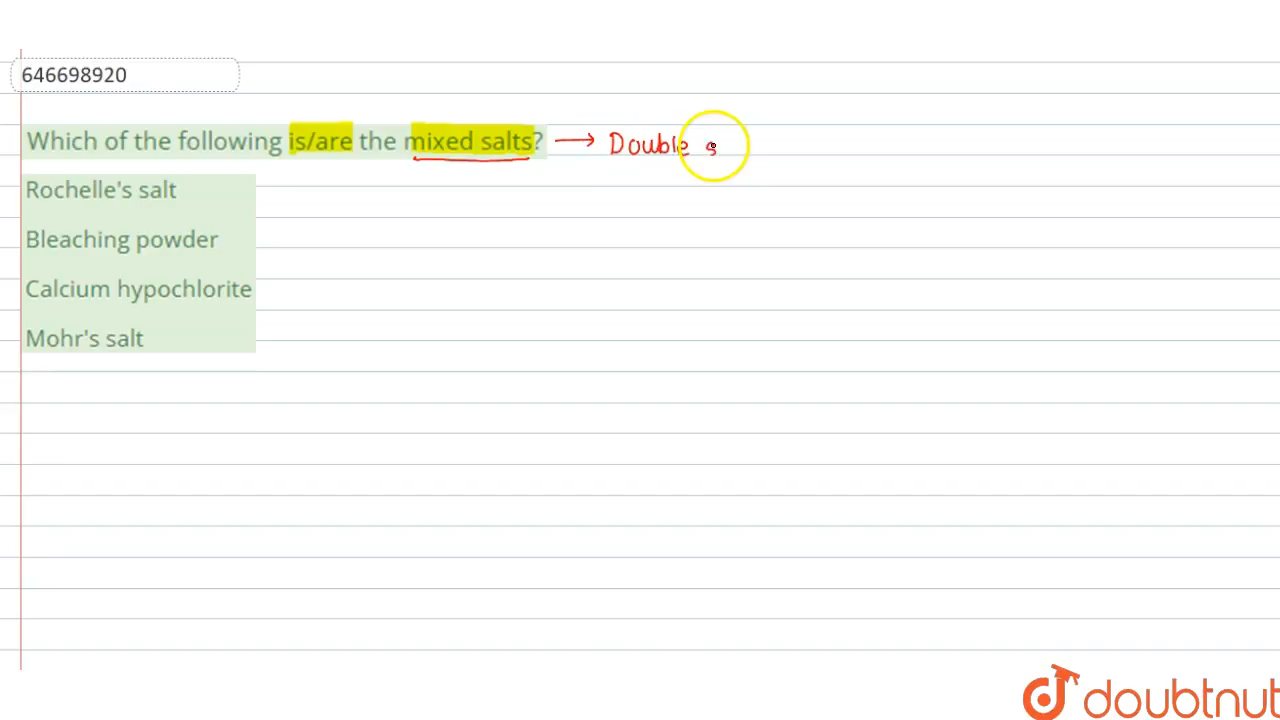 646698920
Which of the following is/are the mixed salts? → Double s
Rochelle's salt
Bleaching powder
Calcium hypochlorite
Mohr's salt
doubtnut